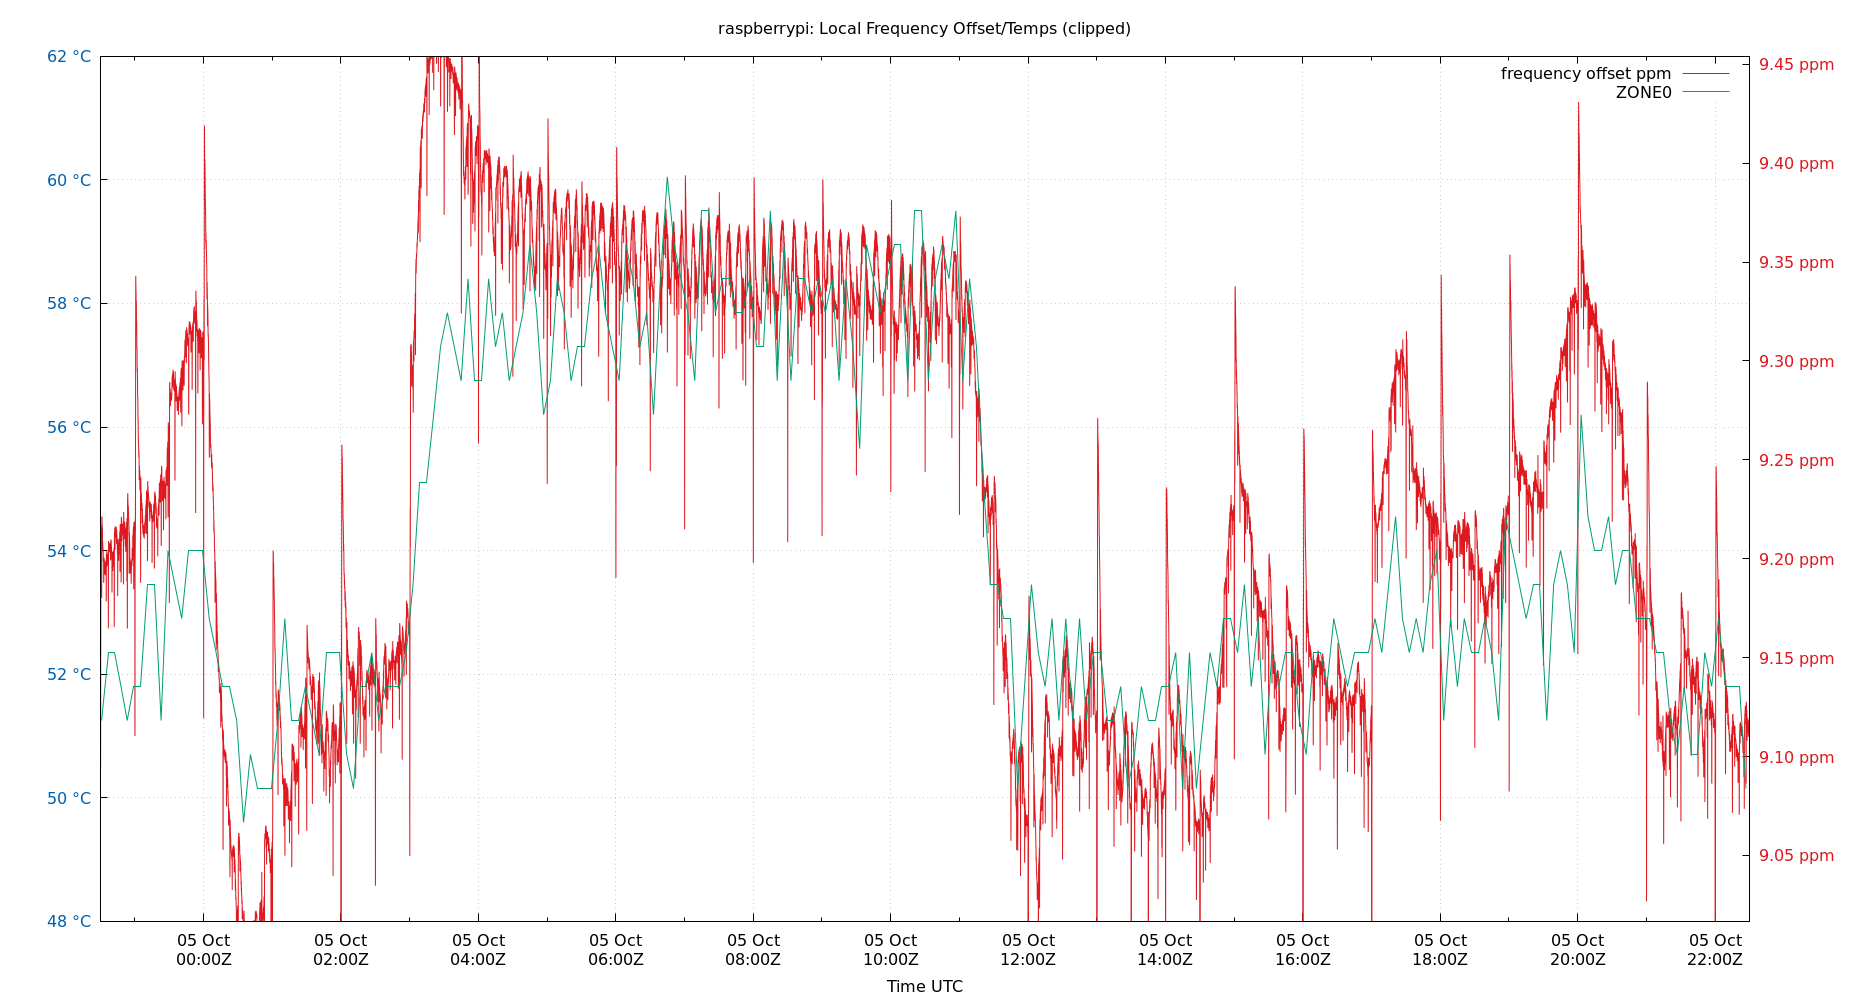 raspberrypi: Local Frequency Offset/Temps (clipped)
62 °C
60 °C
58 °C
56 °C
54 °C
52 °C
50 °C
48 °C
frequency offset ppm
ZONE0
9.45 ppm
9.40 ppm
9.35 ppm
9.30 ppm
9.25 ppm
9.20 ppm
9.15 ppm
9.10 ppm
9.05 ppm
05 Oct 05 Oct 05 Oct 05 Oct 05 Oct 05 Oct 05 Oct 05 Oct 05 Oct 05 Oct 05 Oct 05 Oct
00:00Z 02:00Z 04:00Z 06:00Z 08:00Z 10:00Z 12:00Z 14:00Z 16:00Z 18:00Z 20:00Z 22:00Z
Time UTC